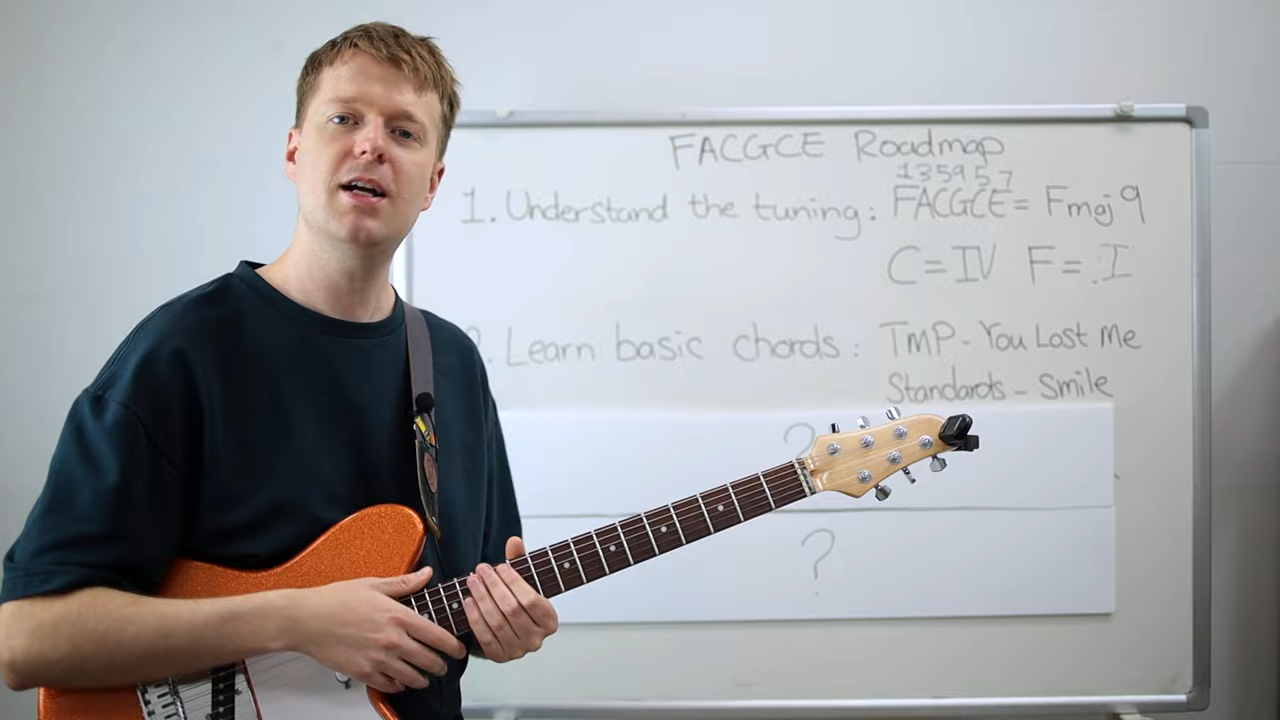 FACGCE Roadmap
135957
1. Understand the tuning: FACGCE = Fmaj9
C=IV F=.I
. Learn basic chords: TMP - You Lost Me
Standards - Smile
?
?